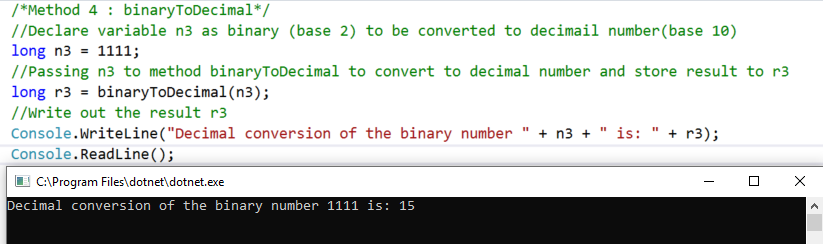 /*Method 4 : binaryToDecimal*/
//Declare variable n3 as binary (base 2) to be converted to decimail number(base 10)
long n3 = 1111;
//Passing n3 to method binaryToDecimal to convert to decimal number and store result to r3
long r3 = binaryToDecimal(n3);
//Write out the result r3
Console.WriteLine("Decimal conversion of the binary number " + n3 + " is: " + r3);
Console.ReadLine();
C:\Program Files\dotnet\dotnet.exe
Decimal conversion of the binary number 1111 is: 15